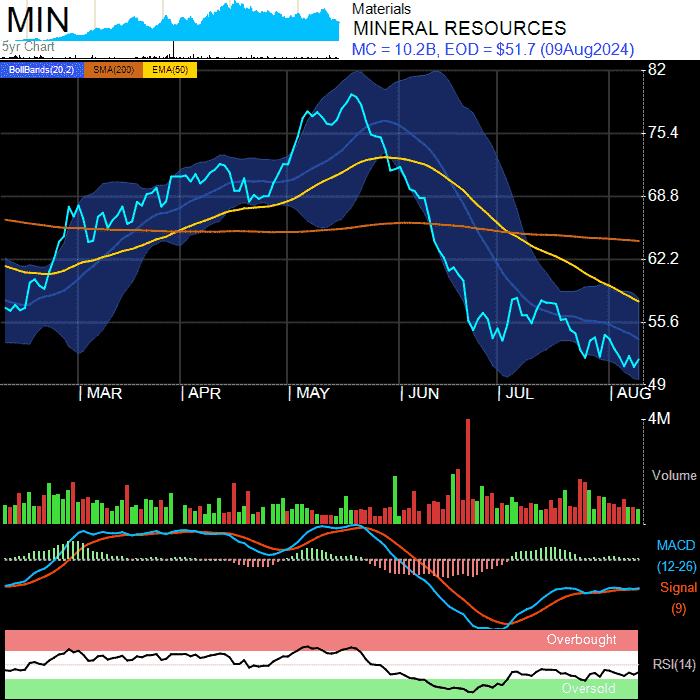 MIN
5yr Chart
Materials
MINERAL RESOURCES
MC = 10.2B, EOD = $51.7 (09Aug2024)
BollBands(20,2) SMA(200) EMA(50)
82
75.4
68.8
62.2
55.6
49
MAR APR MAY JUN JUL AUG
4M
Volume
MACD
(12-26)
Signal
(9)
Overbought
RSI(14)
Oversold